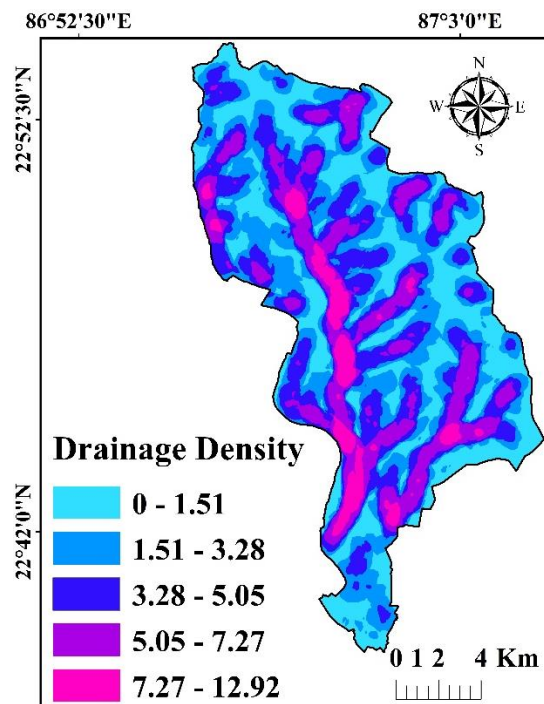 86°52'30"E
87°3'0"E
22°52'30"N
N
W
E
S
22°42'0"N
Drainage Density
0 - 1.51
1.51 - 3.28
3.28 - 5.05
5.05 - 7.27
7.27 - 12.92
0 1 2 4 Km